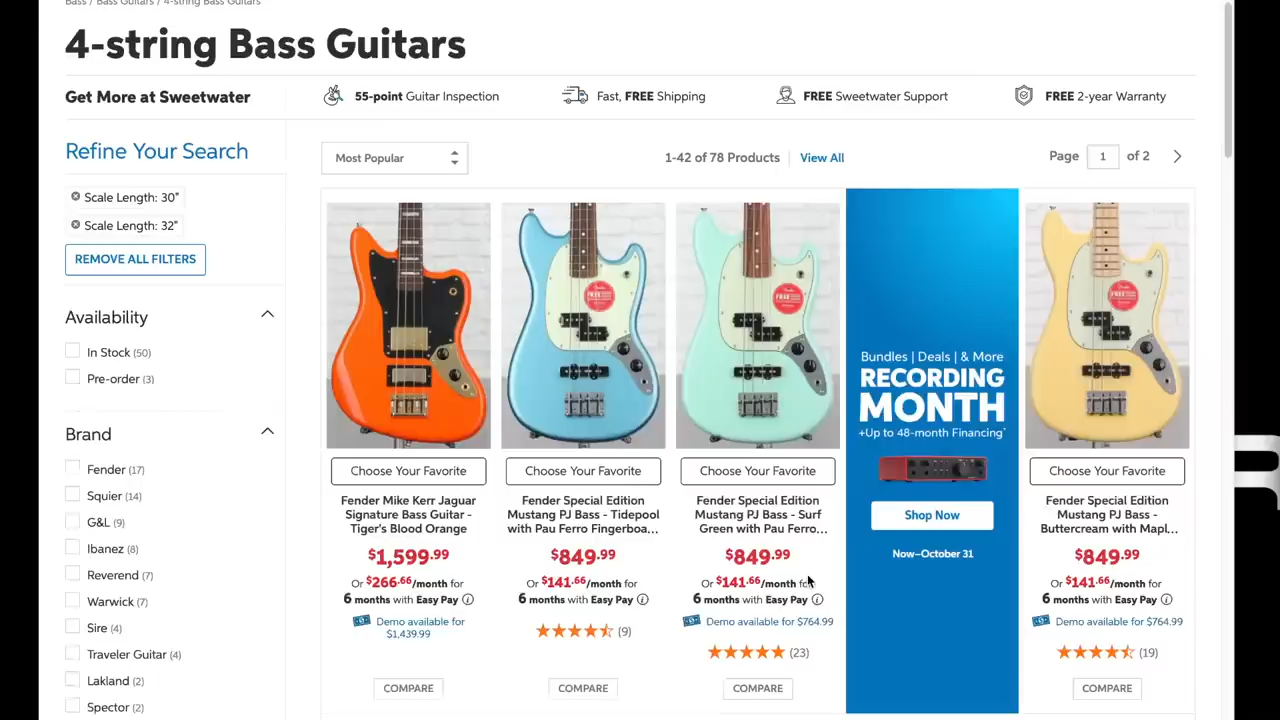 Bass / Bass Guitars / 4-string Bass Guitars
4-string Bass Guitars
Get More at Sweetwater
55-point Guitar Inspection
Fast, FREE Shipping
FREE Sweetwater Support
FREE 2-year Warranty
Refine Your Search
Scale Length: 30"
Scale Length: 32"
REMOVE ALL FILTERS
Availability
In Stock (50)
Pre-order (3)
Brand
Fender (17)
Squier (14)
G&L (9)
Ibanez (8)
Reverend (7)
Warwick (7)
Sire (4)
Traveler Guitar (4)
Lakland (2)
Spector (2)
Most Popular
1-42 of 78 Products
View All
Page 1 of 2
Choose Your Favorite
Fender Mike Kerr Jaguar
Signature Bass Guitar -
Tiger's Blood Orange
$1,599.99
Or $266.66/month for
6 months with Easy Pay
Demo available for
$1,439.99
COMPARE
Choose Your Favorite
Fender Special Edition
Mustang PJ Bass - Tidepool
with Pau Ferro Fingerboa...
$849.99
Or $141.66/month for
6 months with Easy Pay
(9)
COMPARE
Choose Your Favorite
Fender Special Edition
Mustang PJ Bass - Surf
Green with Pau Ferro...
$849.99
Or $141.66/month for
6 months with Easy Pay
Demo available for $764.99
(23)
COMPARE
Bundles | Deals | & More
RECORDING
MONTH
+Up to 48-month Financing*
Shop Now
Now–October 31
Choose Your Favorite
Fender Special Edition
Mustang PJ Bass -
Buttercream with Mapl...
$849.99
Or $141.66/month for
6 months with Easy Pay
Demo available for $764.99
(19)
COMPARE